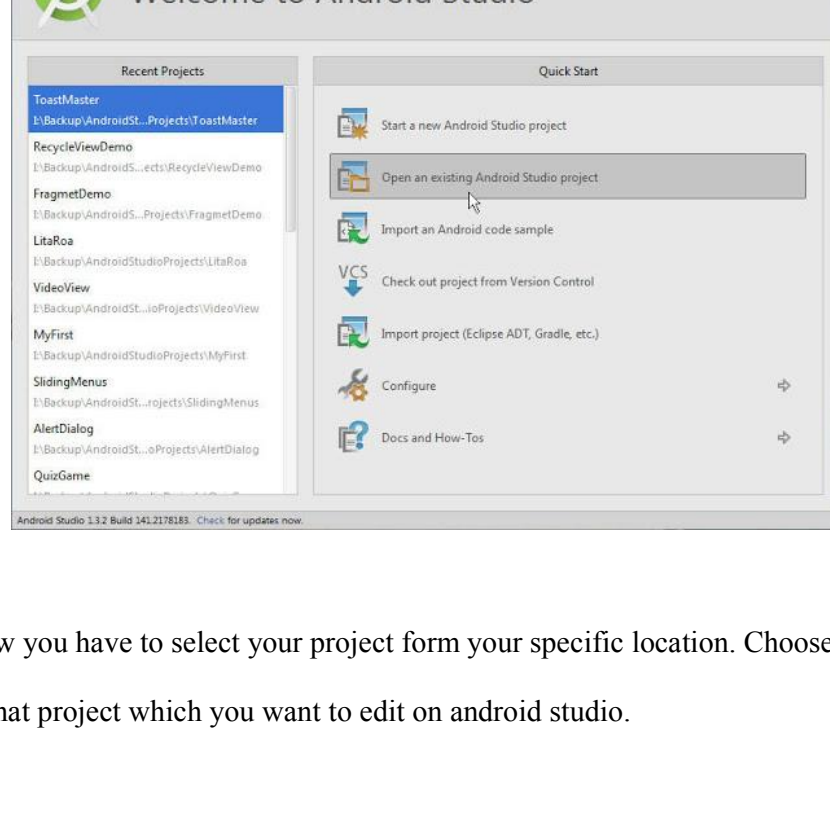 Welcome to Android Studio
Recent Projects
ToastMaster
I:\Backup\AndroidSt...Projects\ToastMaster
RecycleViewDemo
I:\Backup\AndroidS...ects\RecycleViewDemo
FragmetDemo
I:\Backup\AndroidS...Projects\FragmetDemo
LitaRoa
I:\Backup\AndroidStudioProjects\LitaRoa
VideoView
I:\Backup\AndroidSt...ioProjects\VideoView
MyFirst
I:\Backup\AndroidStudioProjects\MyFirst
SlidingMenus
I:\Backup\AndroidSt...rojects\SlidingMenus
AlertDialog
I:\Backup\AndroidSt...oProjects\AlertDialog
QuizGame
Quick Start
Start a new Android Studio project
Open an existing Android Studio project
Import an Android code sample
VCS
Check out project from Version Control
Import project (Eclipse ADT, Gradle, etc.)
Configure
Docs and How-Tos
Android Studio 1.3.2 Build 141.2178183. Check for updates now.
w you have to select your project form your specific location. Choose
hat project which you want to edit on android studio.